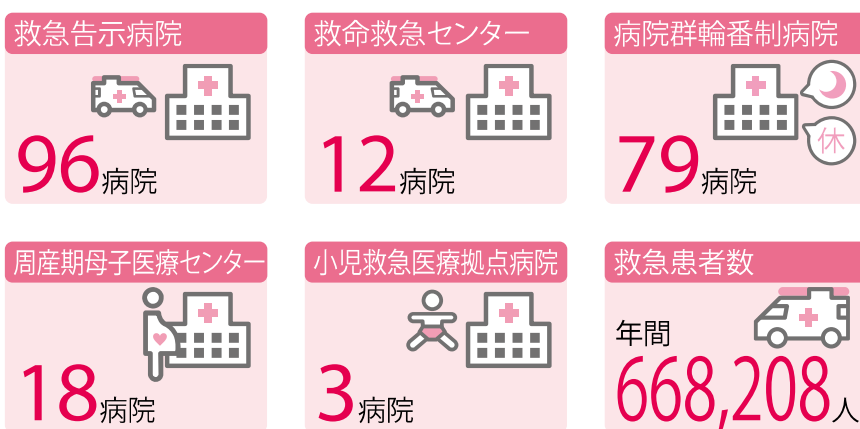 救急告示病院
96病院
救命救急センター
12病院
病院群輪番制病院
休
79病院
周産期母子医療センター
18病院
小児救急医療拠点病院
3病院
救急患者数
年間
668,208人